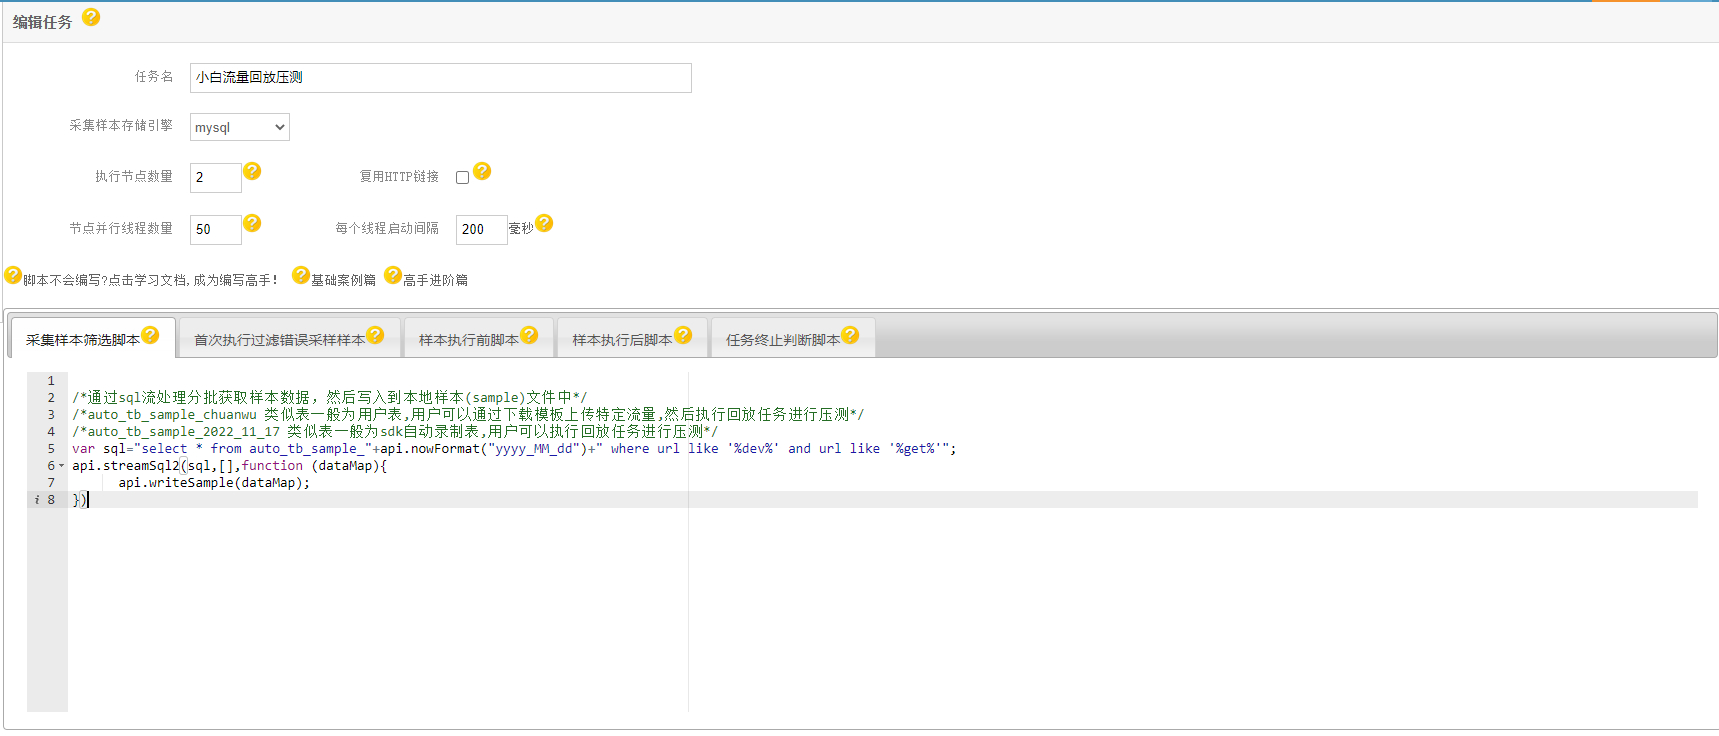 编辑任务 ?
任务名 小白流量回放压测
采集样本存储引擎 mysql
执行节点数量 2 ? 复用HTTP链接 ?
节点并行线程数量 50 ? 每个线程启动间隔 200 毫秒 ?
? 脚本不会编写?点击学习文档,成为编写高手! ? 基础案例篇 ? 高手进阶篇
采集样本筛选脚本 ? 首次执行过滤错误采样样本 ? 样本执行前脚本 ? 样本执行后脚本 ? 任务终止判断脚本 ?
1
2 /*通过sql流处理分批获取样本数据，然后写入到本地样本(sample)文件中*/
3 /*auto_tb_sample_chuanwu 类似表一般为用户表,用户可以通过下载模板上传特定流量,然后执行回放任务进行压测*/
4 /*auto_tb_sample_2022_11_17 类似表一般为sdk自动录制表,用户可以执行回放任务进行压测*/
5 var sql="select * from auto_tb_sample_"+api.nowFormat("yyyy_MM_dd")+" where url like '%dev%' and url like '%get%'";
6 api.streamSql2(sql,[],function (dataMap){
7 api.writeSample(dataMap);
i 8 })